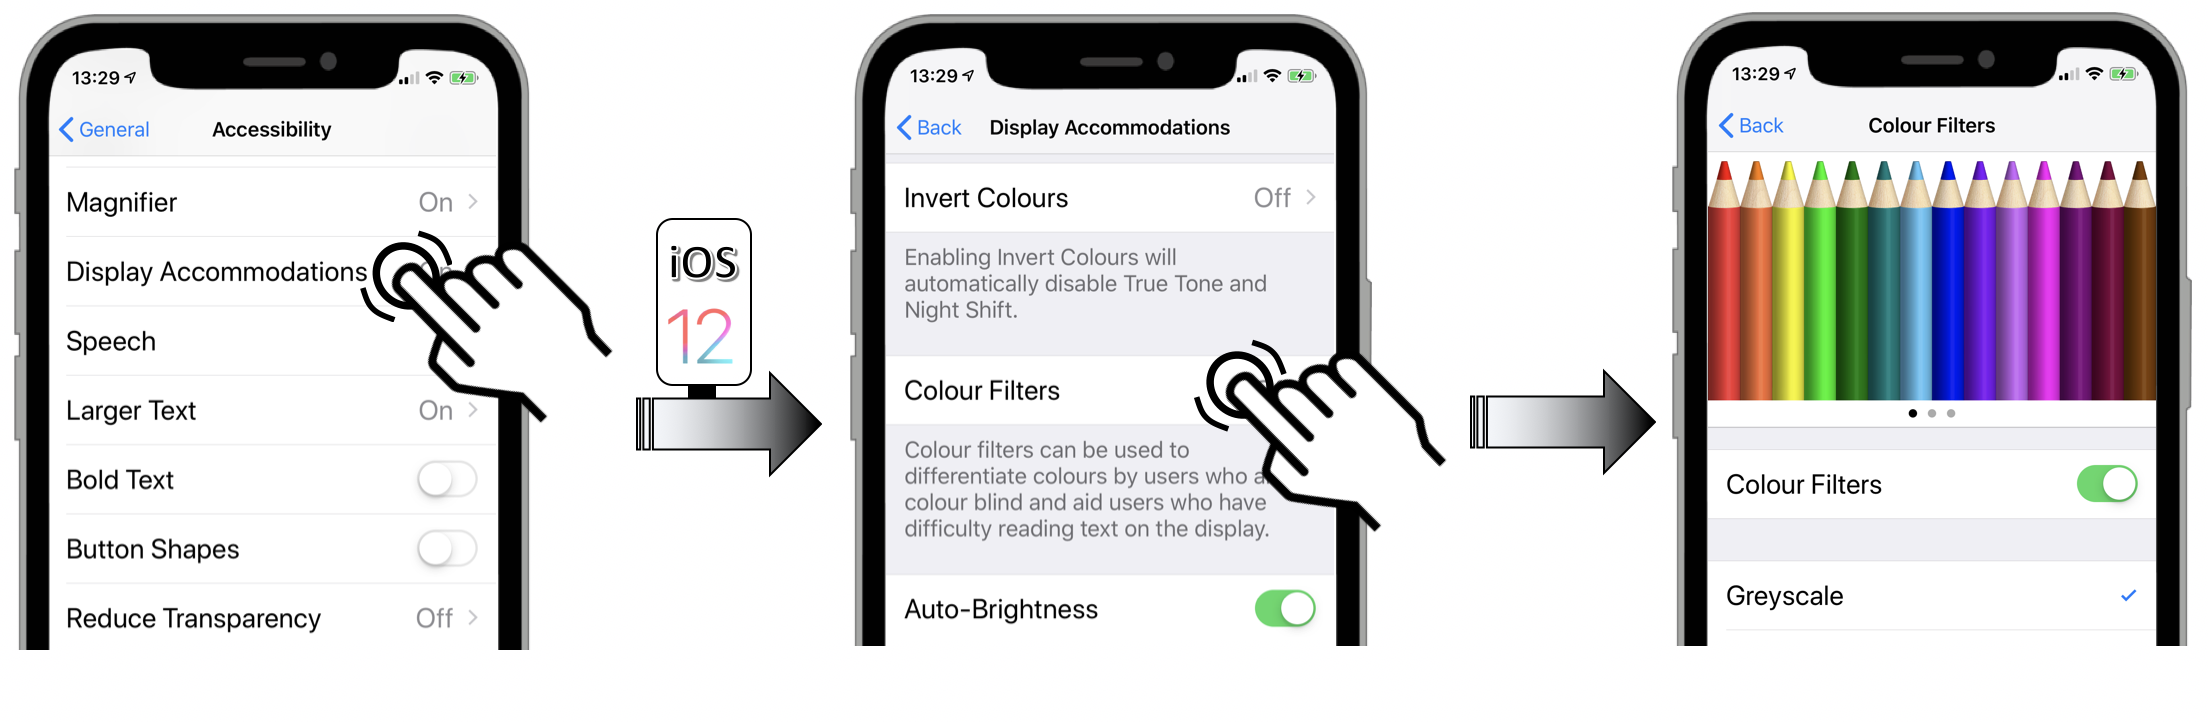 13:29
General
Accessibility
Magnifier
On
Display Accommodations
Speech
Larger Text
On
Bold Text
Button Shapes
Reduce Transparency
Off
iOS
12
13:29
Back
Display Accommodations
Invert Colours
Off
Enabling Invert Colours will
automatically disable True Tone and
Night Shift.
Colour Filters
Colour filters can be used to
differentiate colours by users who
colour blind and aid users who have
difficulty reading text on the display.
Auto-Brightness
13:29
Back
Colour Filters
Colour Filters
Greyscale